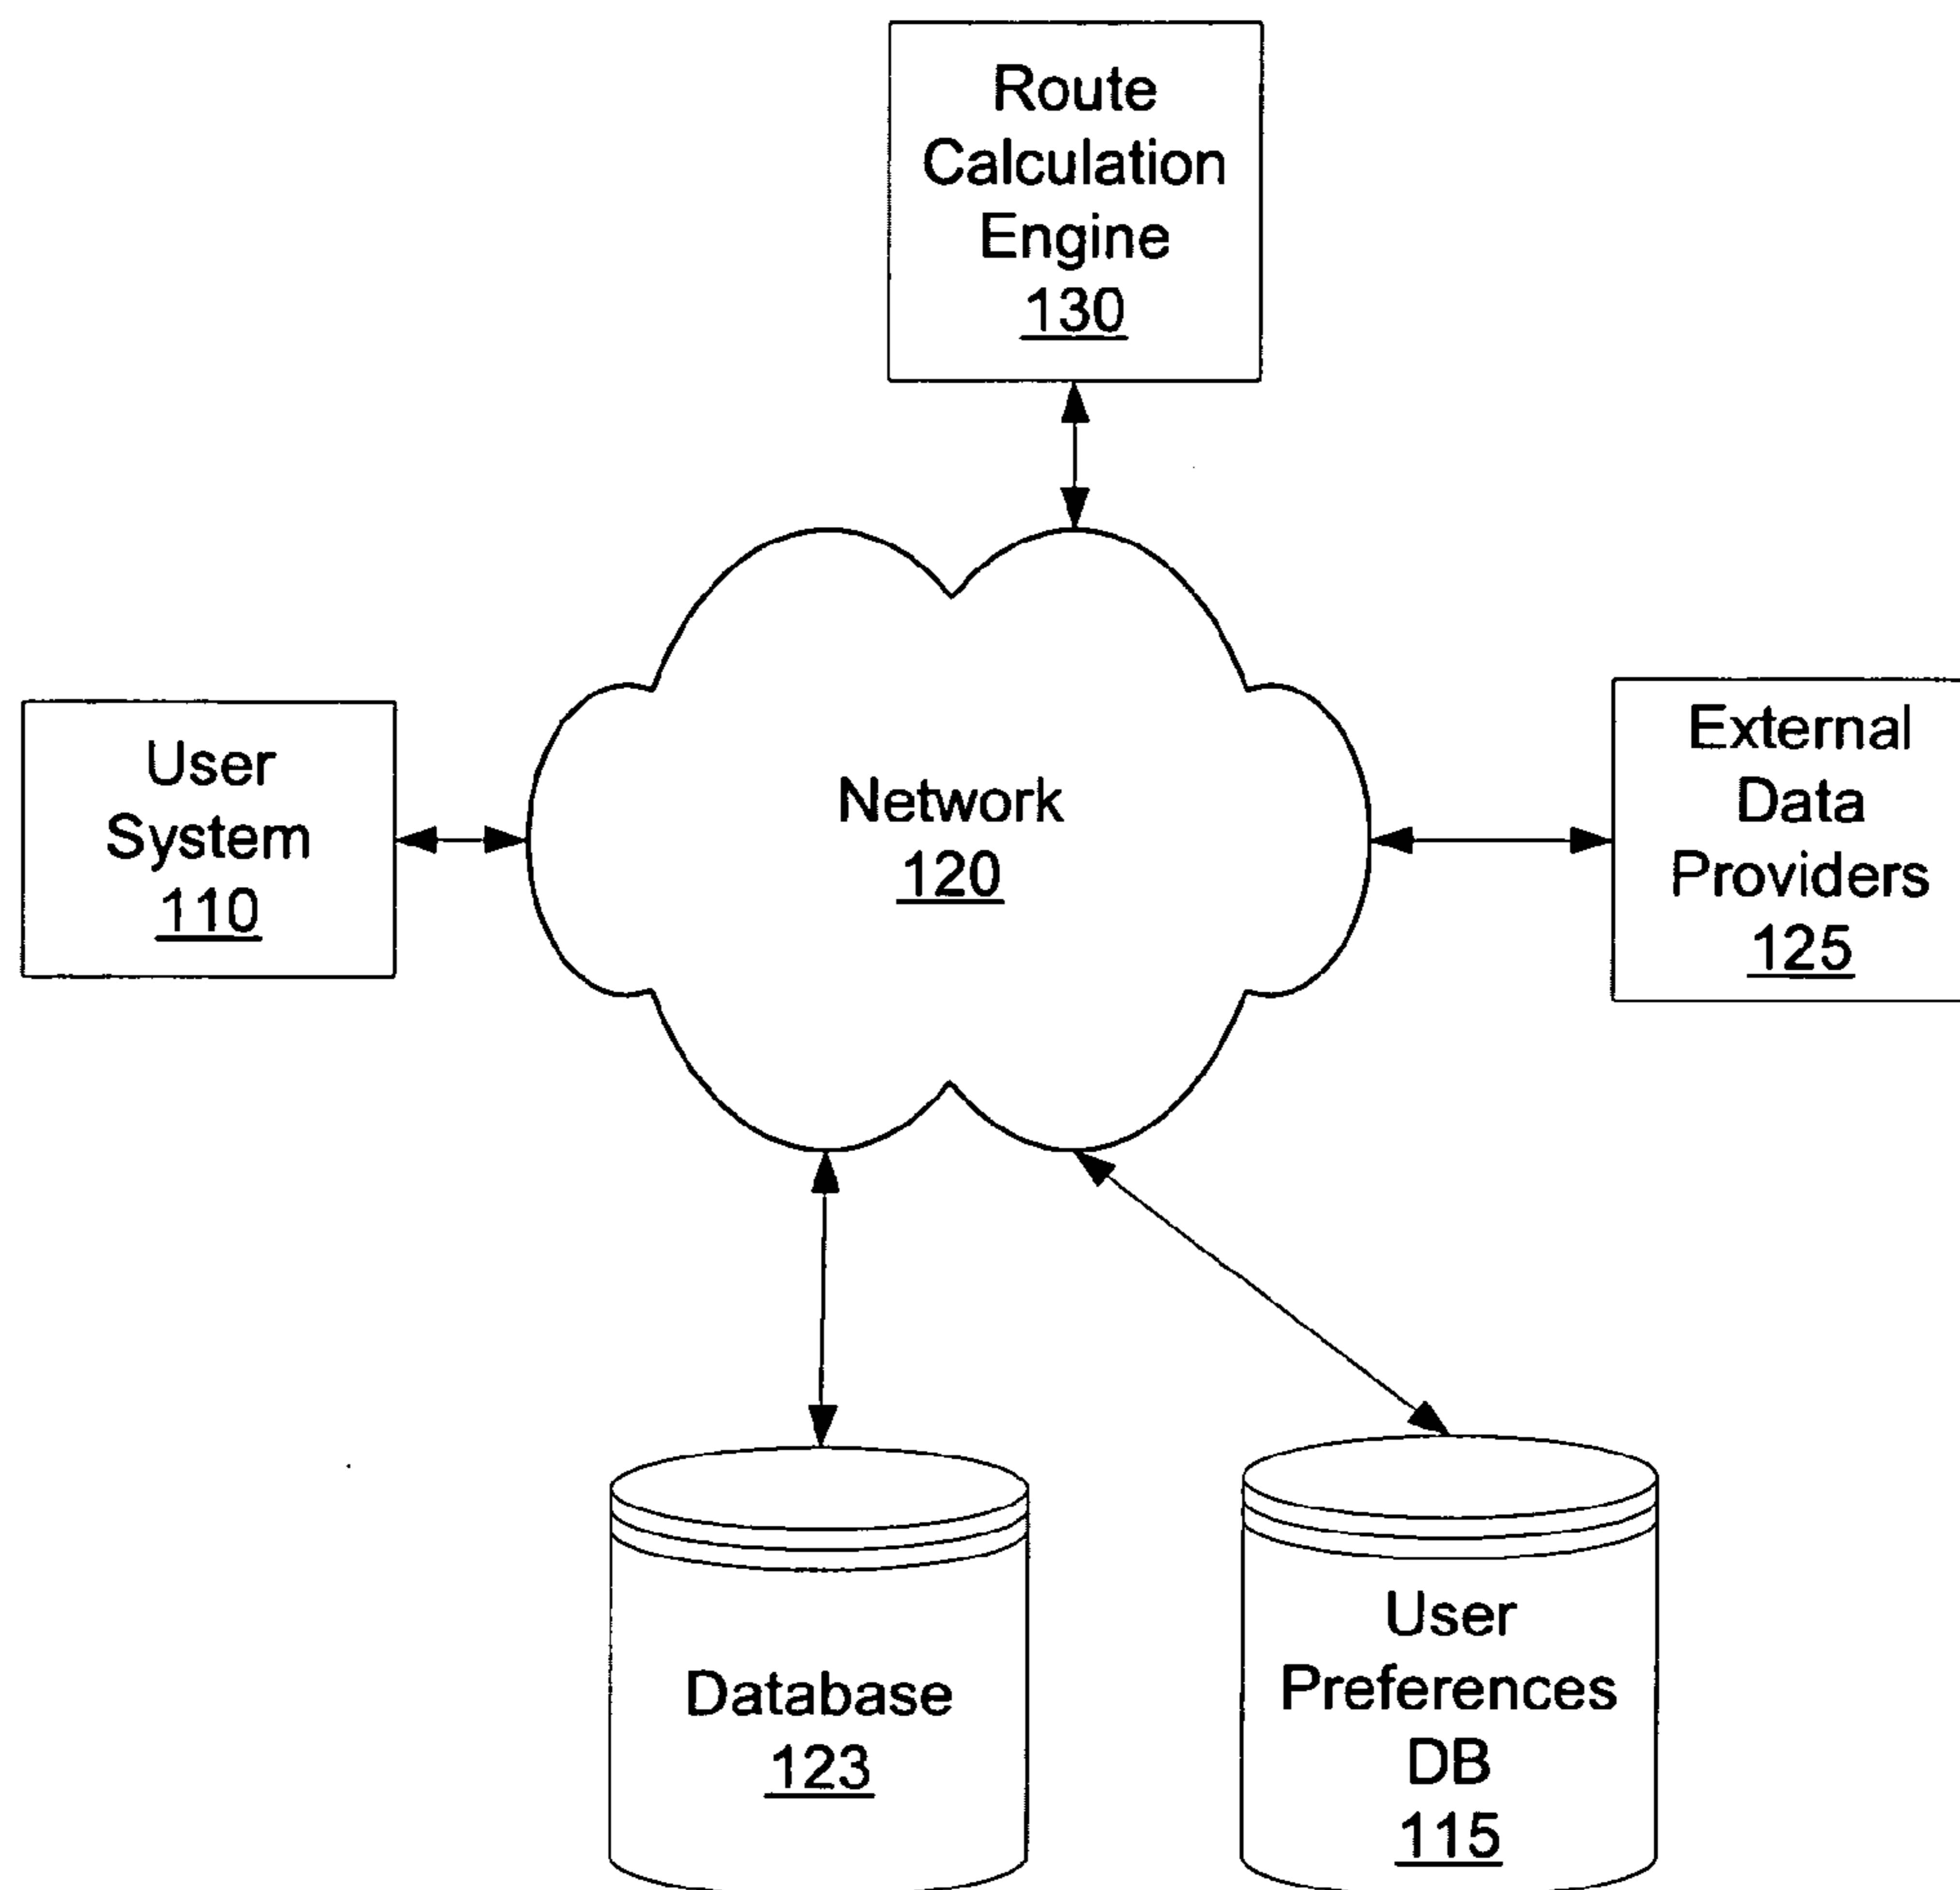 Route
Calculation
Engine
130
User
System
110
Network
120
External
Data
Providers
125
Database
123
User
Preferences
DB
115